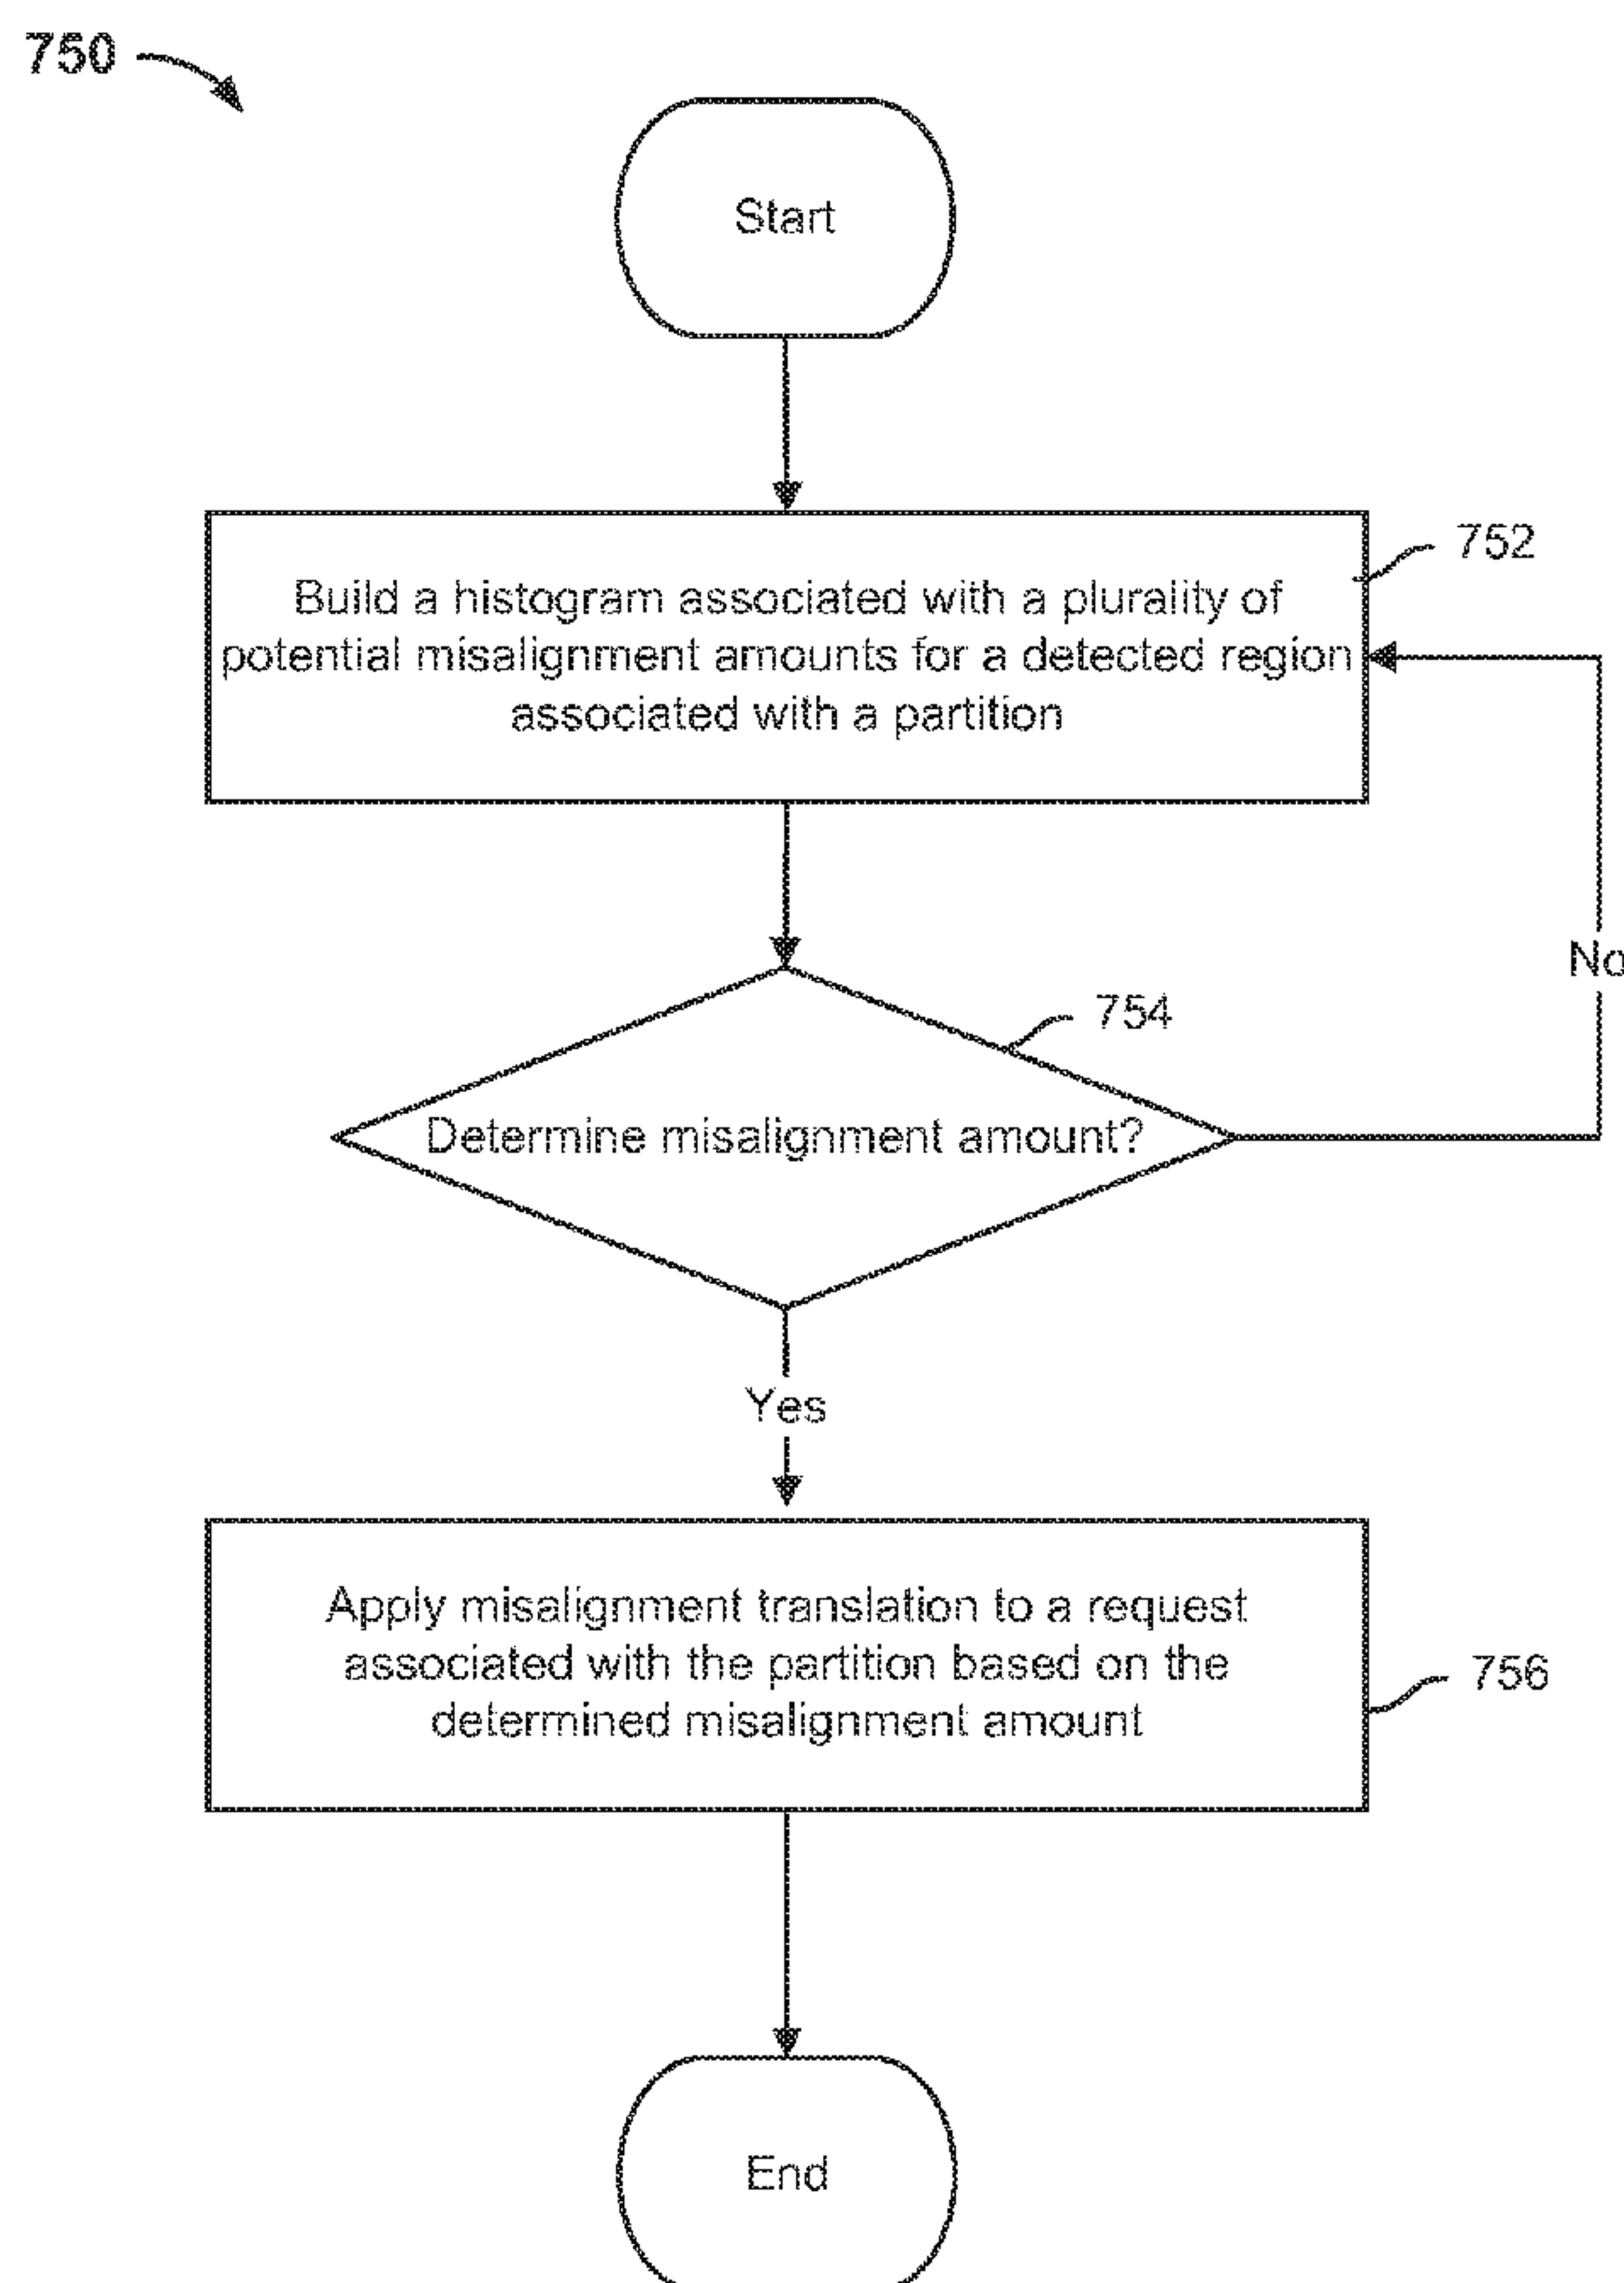 750
Start
752
Build a histogram associated with a plurality of
potential misalignment amounts for a detected region
associated with a partition
No
754
Determine misalignment amount?
Yes
Apply misalignment translation to a request
associated with the partition based on the
determined misalignment amount
756
End